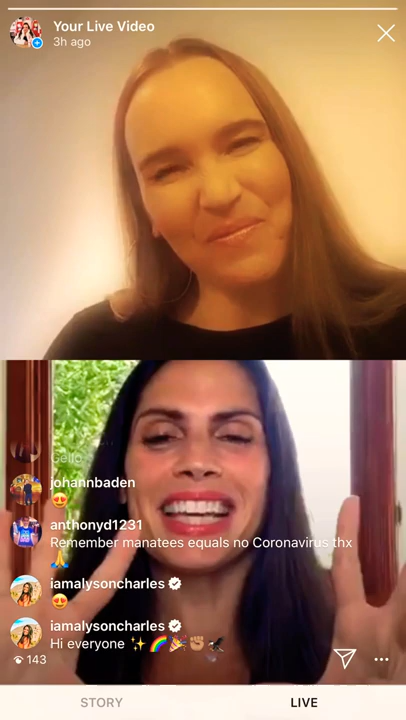 Your Live Video
3h ago
Gello
johannbaden
😍
anthonyd1231
Remember manatees equals no Coronavirus thx
🙏
iamalysoncharles
😍
iamalysoncharles
Hi everyone ✨🌈🎉✊🏽🦅
143
STORY
LIVE